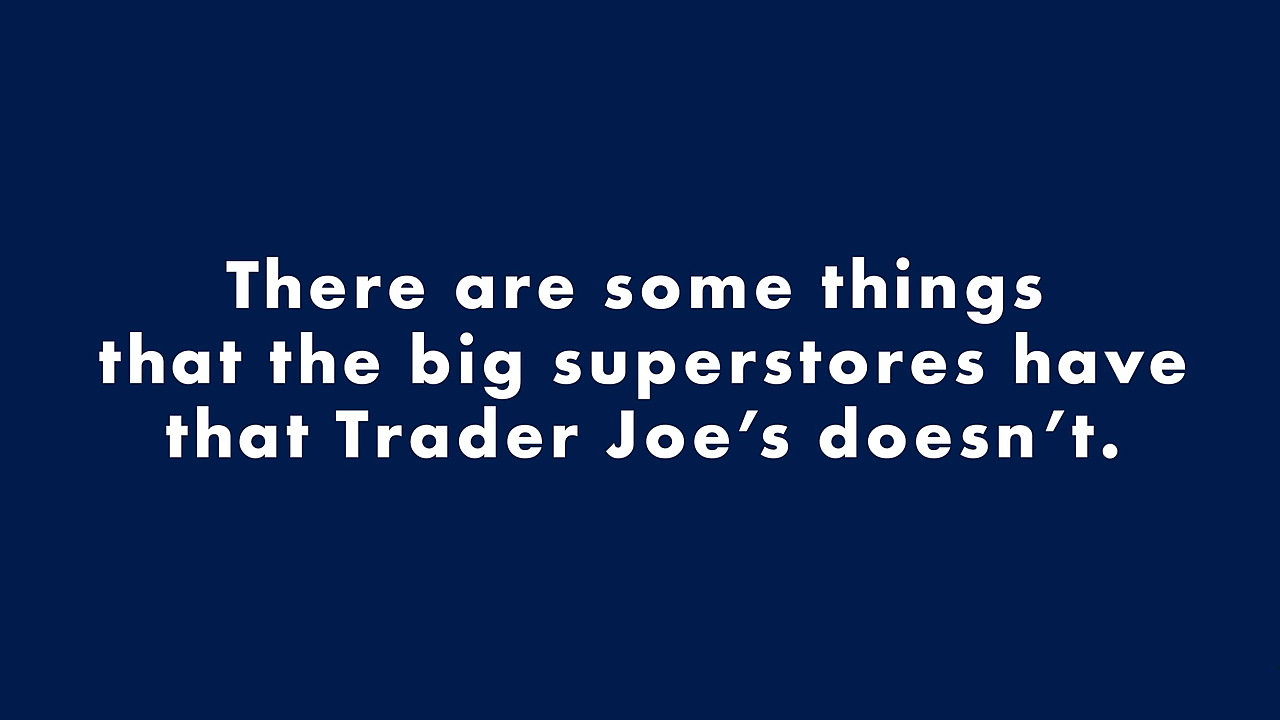 There are some things
that the big superstores have
that Trader Joe’s doesn’t.